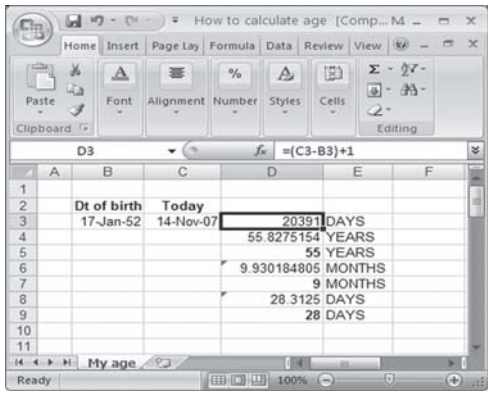 How to calculate age [Comp... M
Home Insert Page Lay Formula Data Review View
Paste Font Alignment Number Styles Cells
Clipboard Editing
D3 fx =(C3-B3)+1
A B C D E F
1
2 Dt of birth Today
3 17-Jan-52 14-Nov-07 20391 DAYS
4 55.8275154 YEARS
5 55 YEARS
6 9.930184805 MONTHS
7 9 MONTHS
8 28.3125 DAYS
9 28 DAYS
10
11
My age
Ready 100%